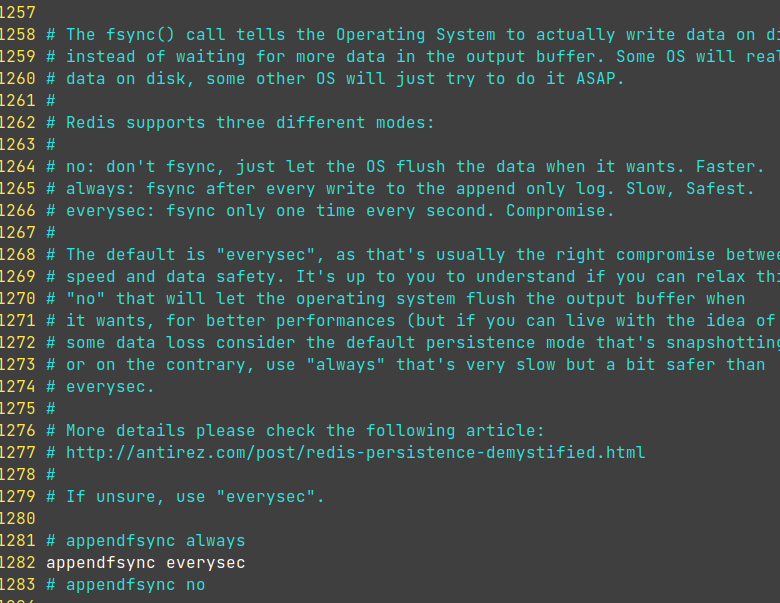 1257
1258 # The fsync() call tells the Operating System to actually write data on
1259 # instead of waiting for more data in the output buffer. Some OS will
1260 # data on disk, some other OS will just try to do it ASAP.
1261 #
1262 # Redis supports three different modes:
1263 #
1264 # no: don't fsync, just let the OS flush the data when it wants. Faster.
1265 # always: fsync after every write to the append only log. Slow, Safest.
1266 # everysec: fsync only one time every second. Compromise.
1267 #
1268 # The default is "everysec", as that's usually the right compromise
1269 # speed and data safety. It's up to you to understand if you can relax
1270 # "no" that will let the operating system flush the output buffer when
1271 # it wants, for better performances (but if you can live with the idea of
1272 # some data loss consider the default persistence mode that's
1273 # or on the contrary, use "always" that's very slow but a bit safer than
1274 # everysec.
1275 #
1276 # More details please check the following article:
1277 # http://antirez.com/post/redis-persistence-demystified.html
1278 #
1279 # If unsure, use "everysec".
1280
1281 # appendfsync always
1282 appendfsync everysec
1283 # appendfsync no